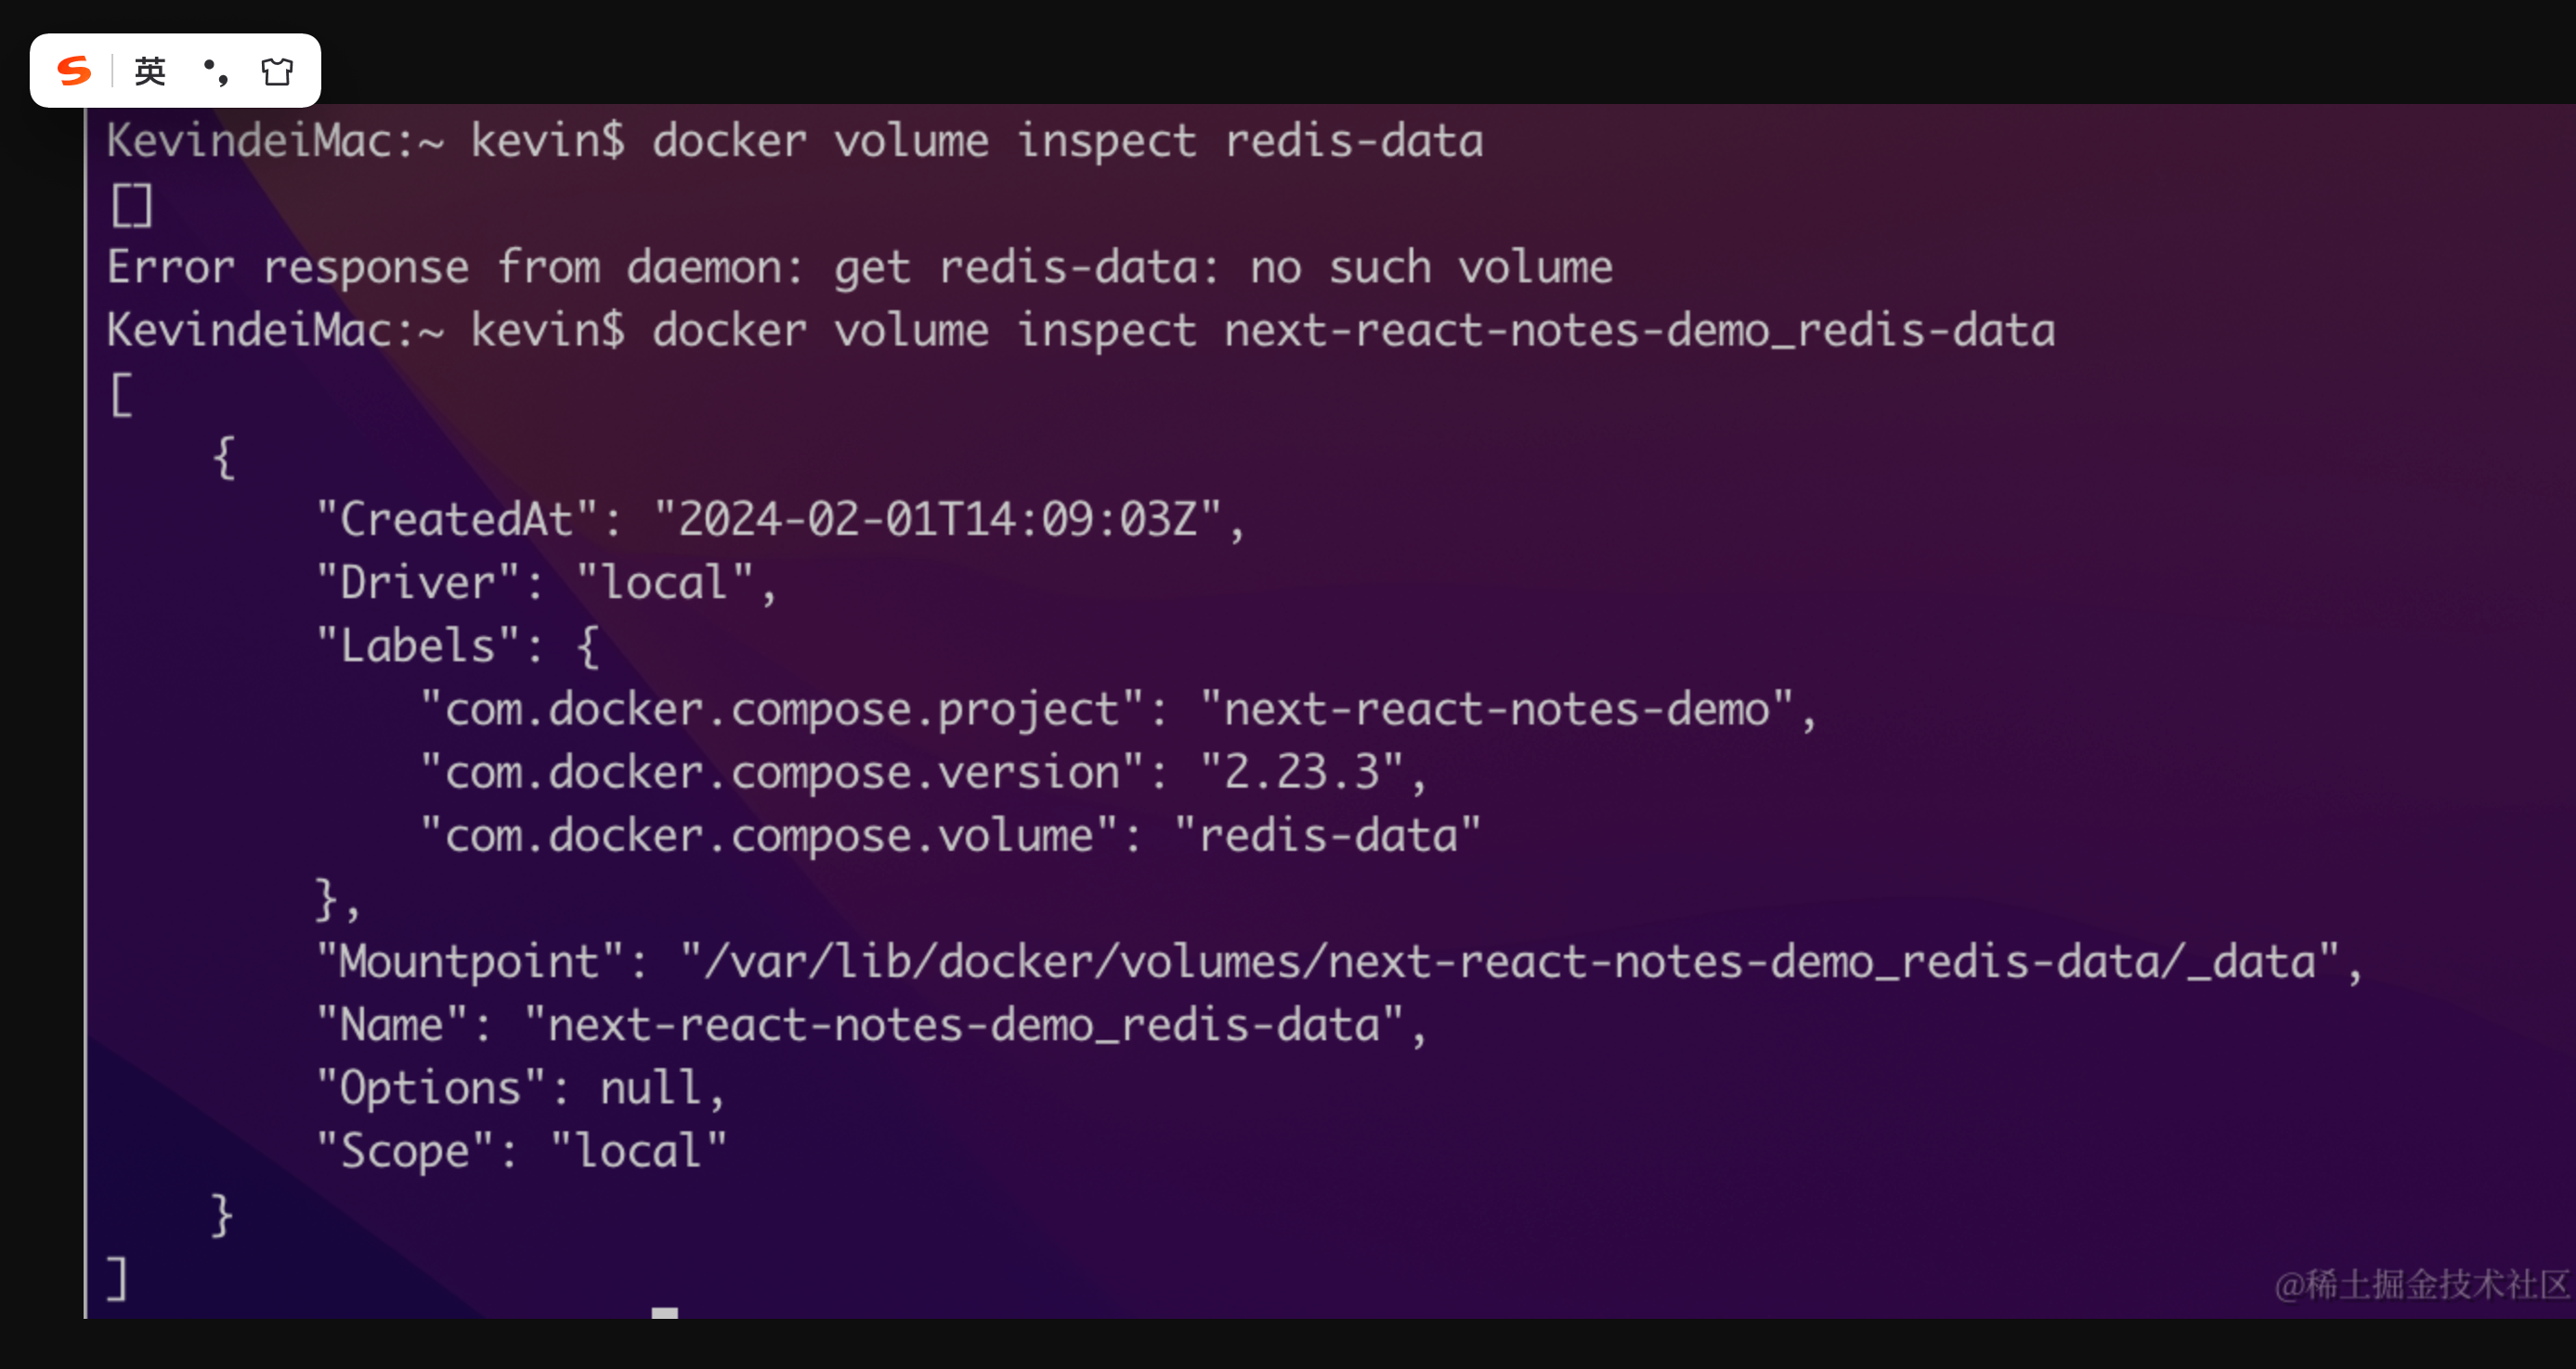 英
KevindeiMac:~ kevin$ docker volume inspect redis-data
[]
Error response from daemon: get redis-data: no such volume
KevindeiMac:~ kevin$ docker volume inspect next-react-notes-demo_redis-data
[
    {
        "CreatedAt": "2024-02-01T14:09:03Z",
        "Driver": "local",
        "Labels": {
            "com.docker.compose.project": "next-react-notes-demo",
            "com.docker.compose.version": "2.23.3",
            "com.docker.compose.volume": "redis-data"
        },
        "Mountpoint": "/var/lib/docker/volumes/next-react-notes-demo_redis-data/_data",
        "Name": "next-react-notes-demo_redis-data",
        "Options": null,
        "Scope": "local"
    }
]
@稀土掘金技术社区